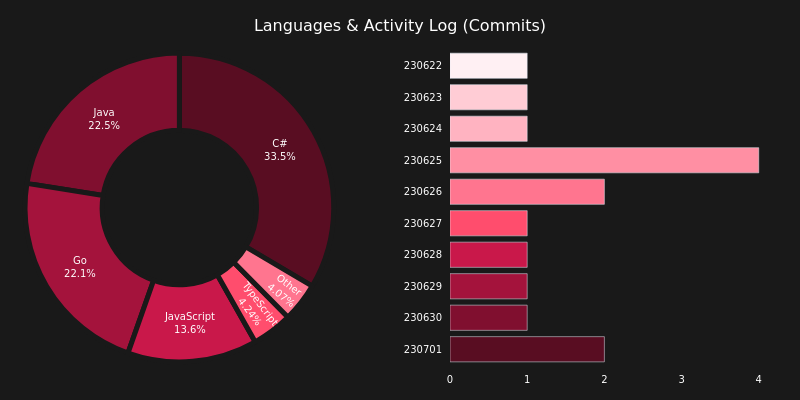 Languages & Activity Log (Commits)
Java
22.5%
C#
33.5%
Go
22.1%
JavaScript
13.6%
TypeScript
4.24%
Other
4.07%
230622
230623
230624
230625
230626
230627
230628
230629
230630
230701
0 1 2 3 4